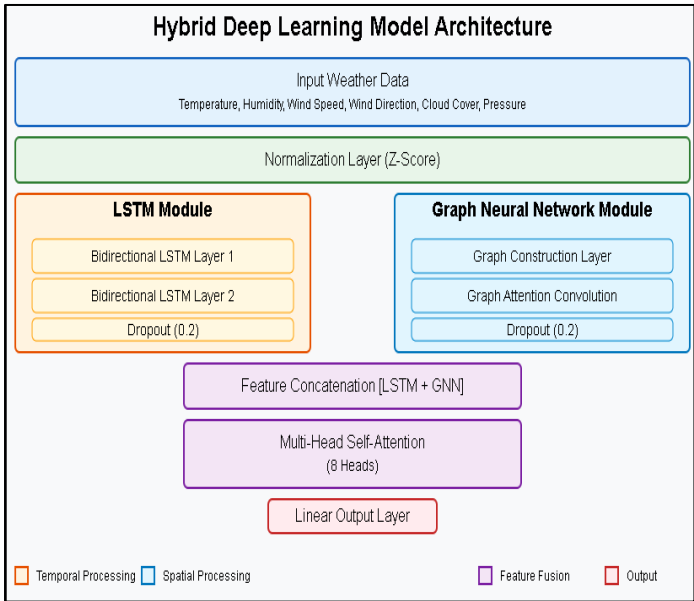 Hybrid Deep Learning Model Architecture
Input Weather Data
Temperature, Humidity, Wind Speed, Wind Direction, Cloud Cover, Pressure
Normalization Layer (Z-Score)
LSTM Module
Bidirectional LSTM Layer 1
Bidirectional LSTM Layer 2
Dropout (0.2)
Graph Neural Network Module
Graph Construction Layer
Graph Attention Convolution
Dropout (0.2)
Feature Concatenation [LSTM + GNN]
Multi-Head Self-Attention
(8 Heads)
Linear Output Layer
Temporal Processing
Spatial Processing
Feature Fusion
Output